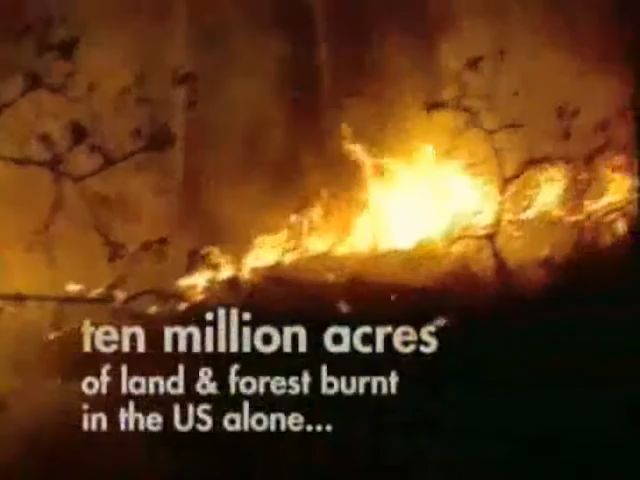 ten million acres
of land & forest burnt
in the US alone...